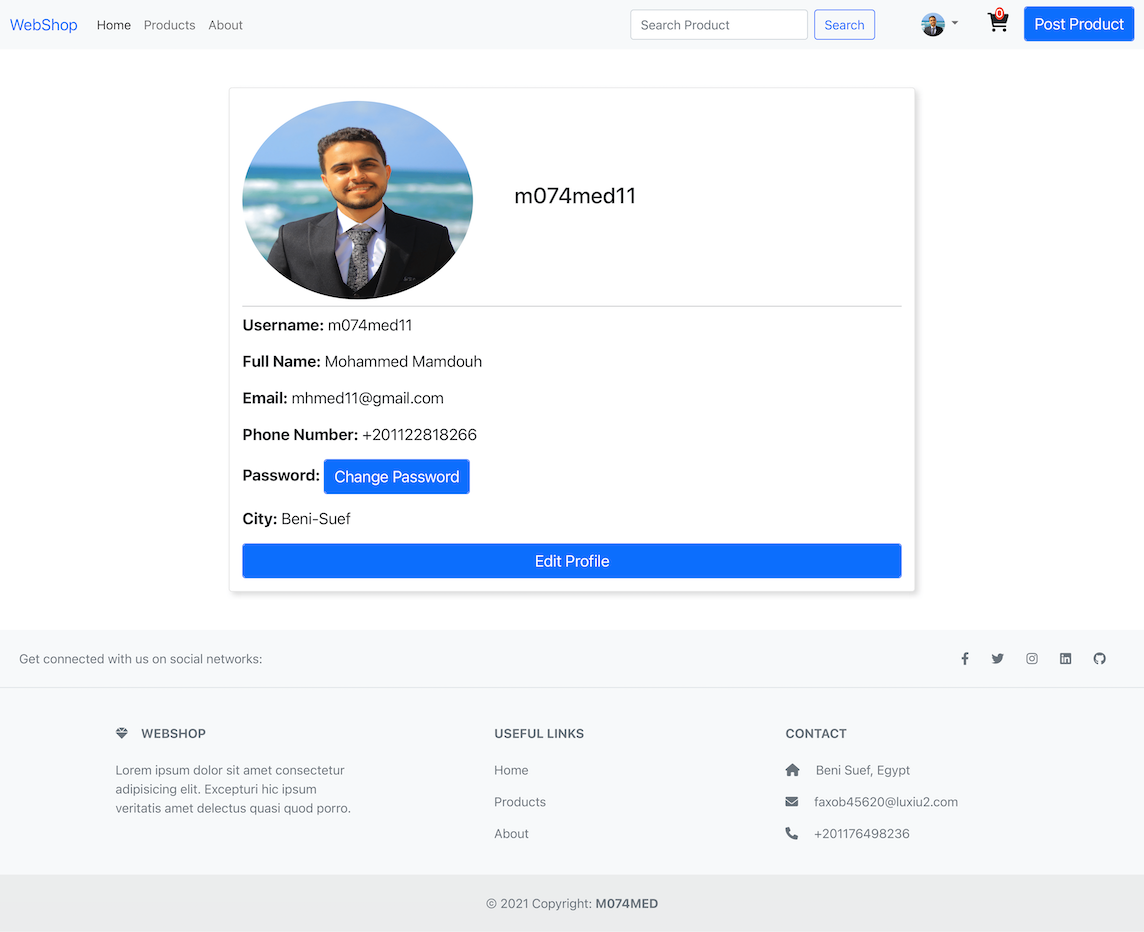 WebShop Home Products About Search Product Search 0 Post Product
m074med11
Username: m074med11
Full Name: Mohammed Mamdouh
Email: mhmed11@gmail.com
Phone Number: +201122818266
Password: Change Password
City: Beni-Suef
Edit Profile
Get connected with us on social networks:
WEBSHOP
Lorem ipsum dolor sit amet consectetur
adipisicing elit. Excepturi hic ipsum
veritatis amet delectus quasi quod porro.
USEFUL LINKS
Home
Products
About
CONTACT
Beni Suef, Egypt
faxob45620@luxiu2.com
+201176498236
© 2021 Copyright: M074MED